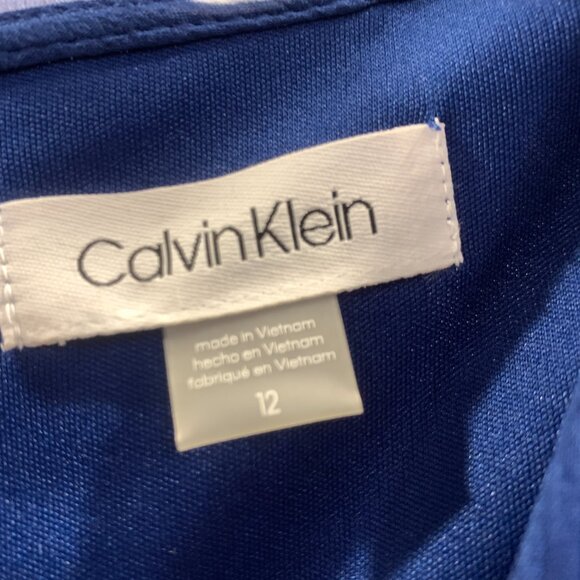 Calvin Klein
made in Vietnam
hecho en Vietnam
fabriqué en Vietnam
12